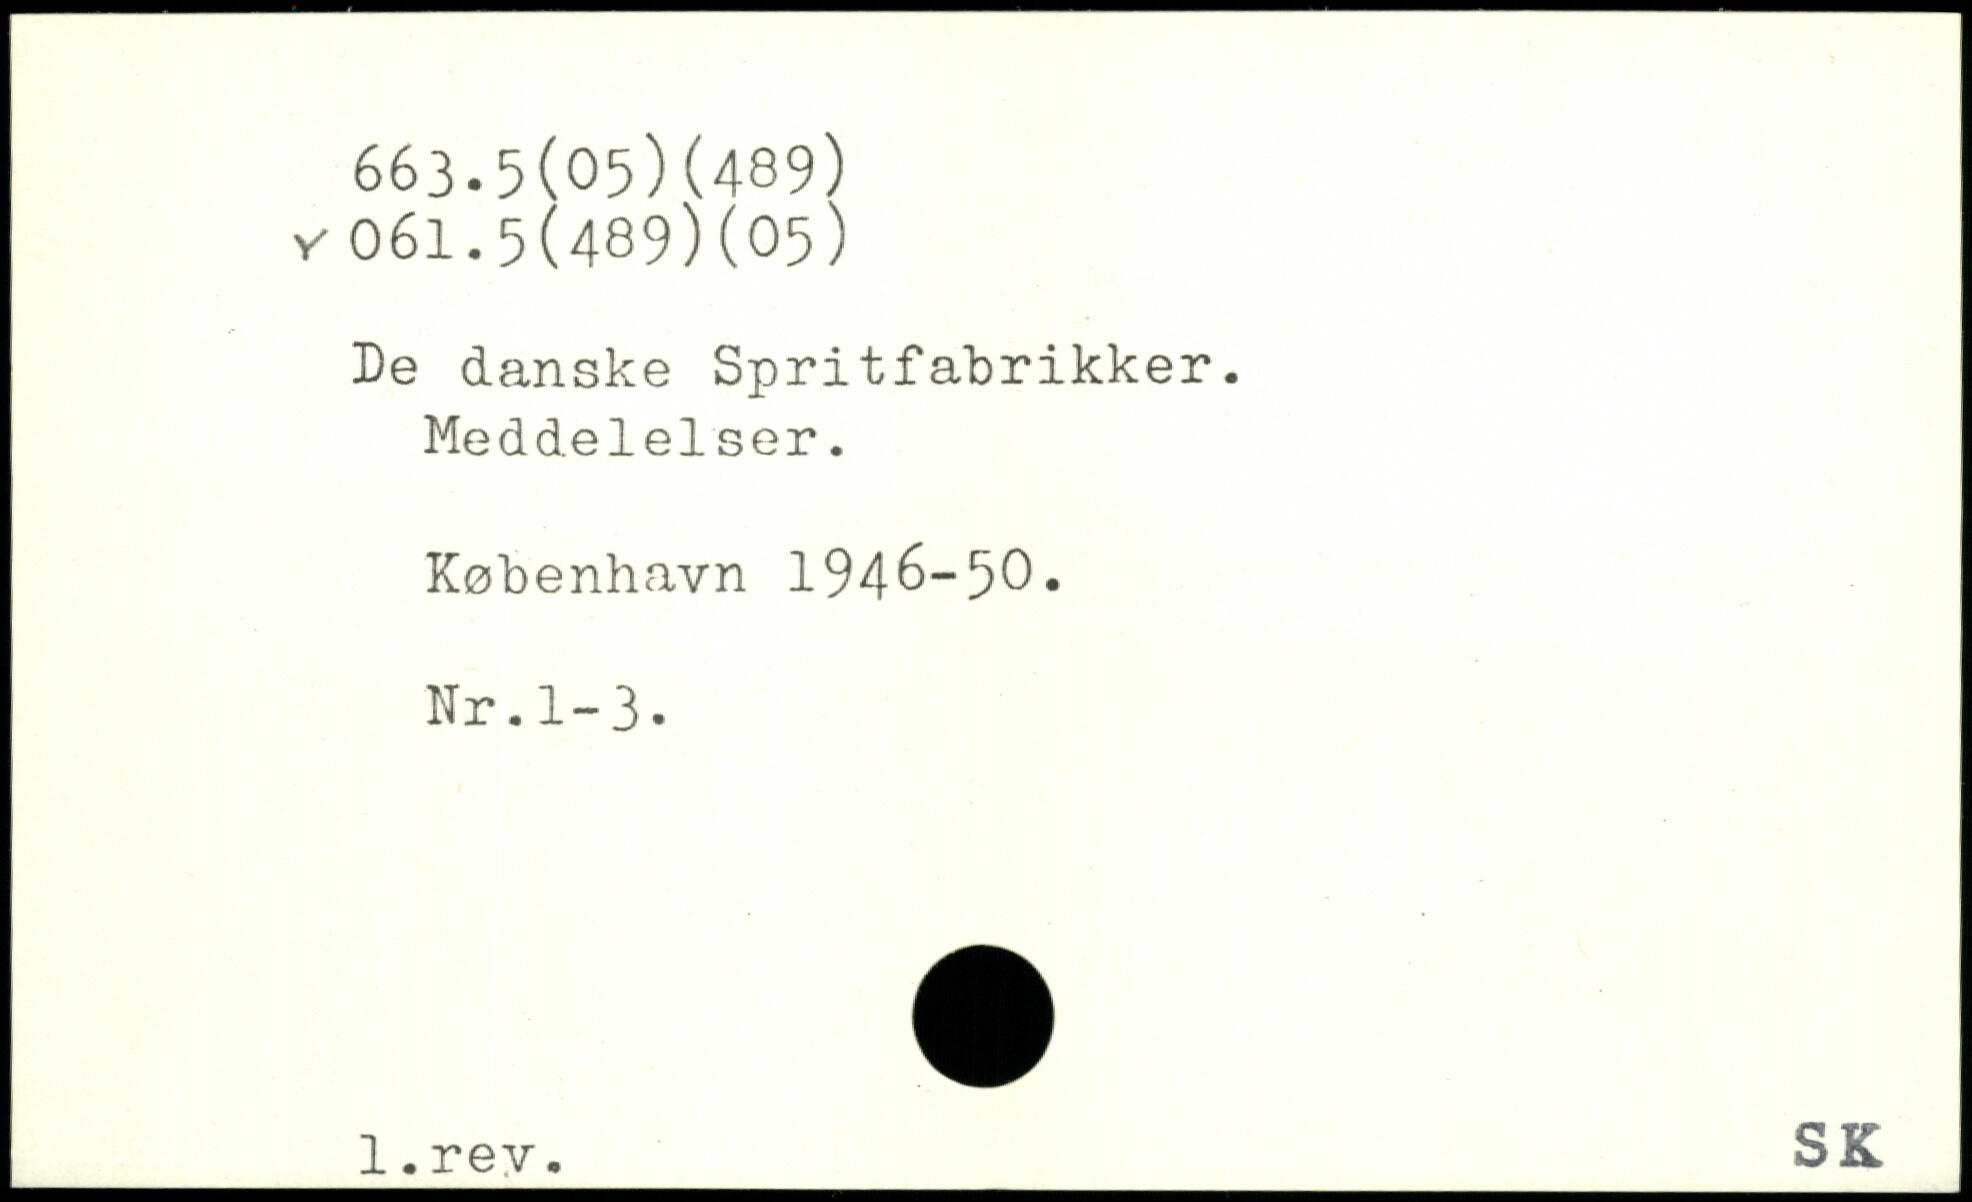 663.5(05)(489)
061.5(489)(05)
De danske Spritfabrikker.
Meddelelser.
København 1946-50.
Nr.1-3.
1.rev.
SK